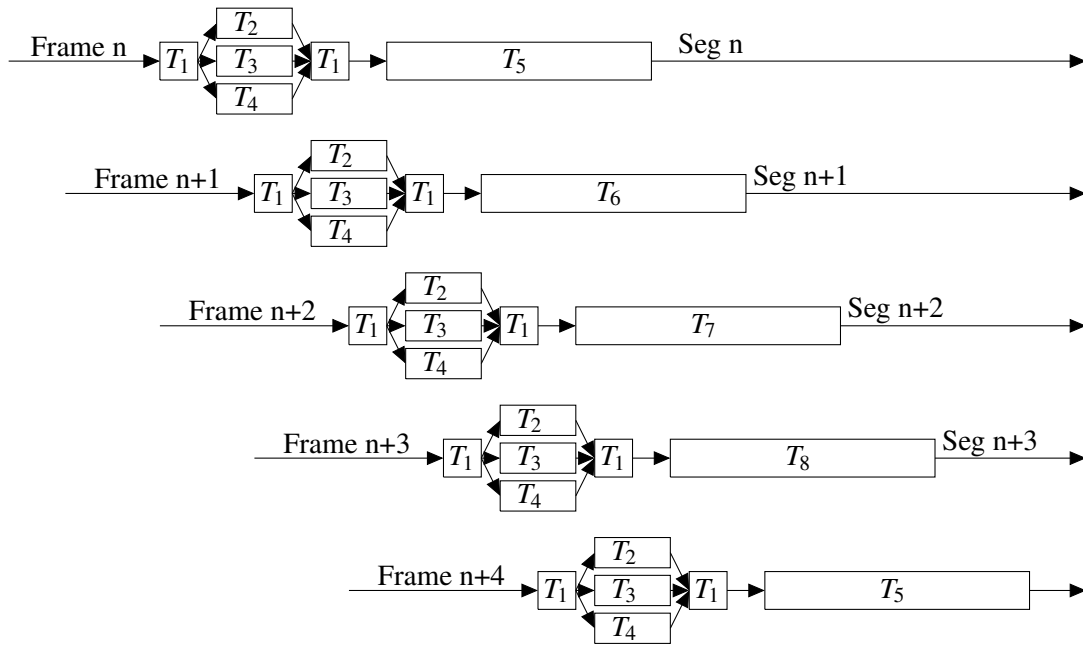 T2
Frame n T1 T3 T1 T5 Seg n
T4
T2
Frame n+1 T1 T3 T1 T6 Seg n+1
T4
T2
Frame n+2 T1 T3 T1 T7 Seg n+2
T4
T2
Frame n+3 T1 T3 T1 T8 Seg n+3
T4
T2
Frame n+4 T1 T3 T1 T5
T4